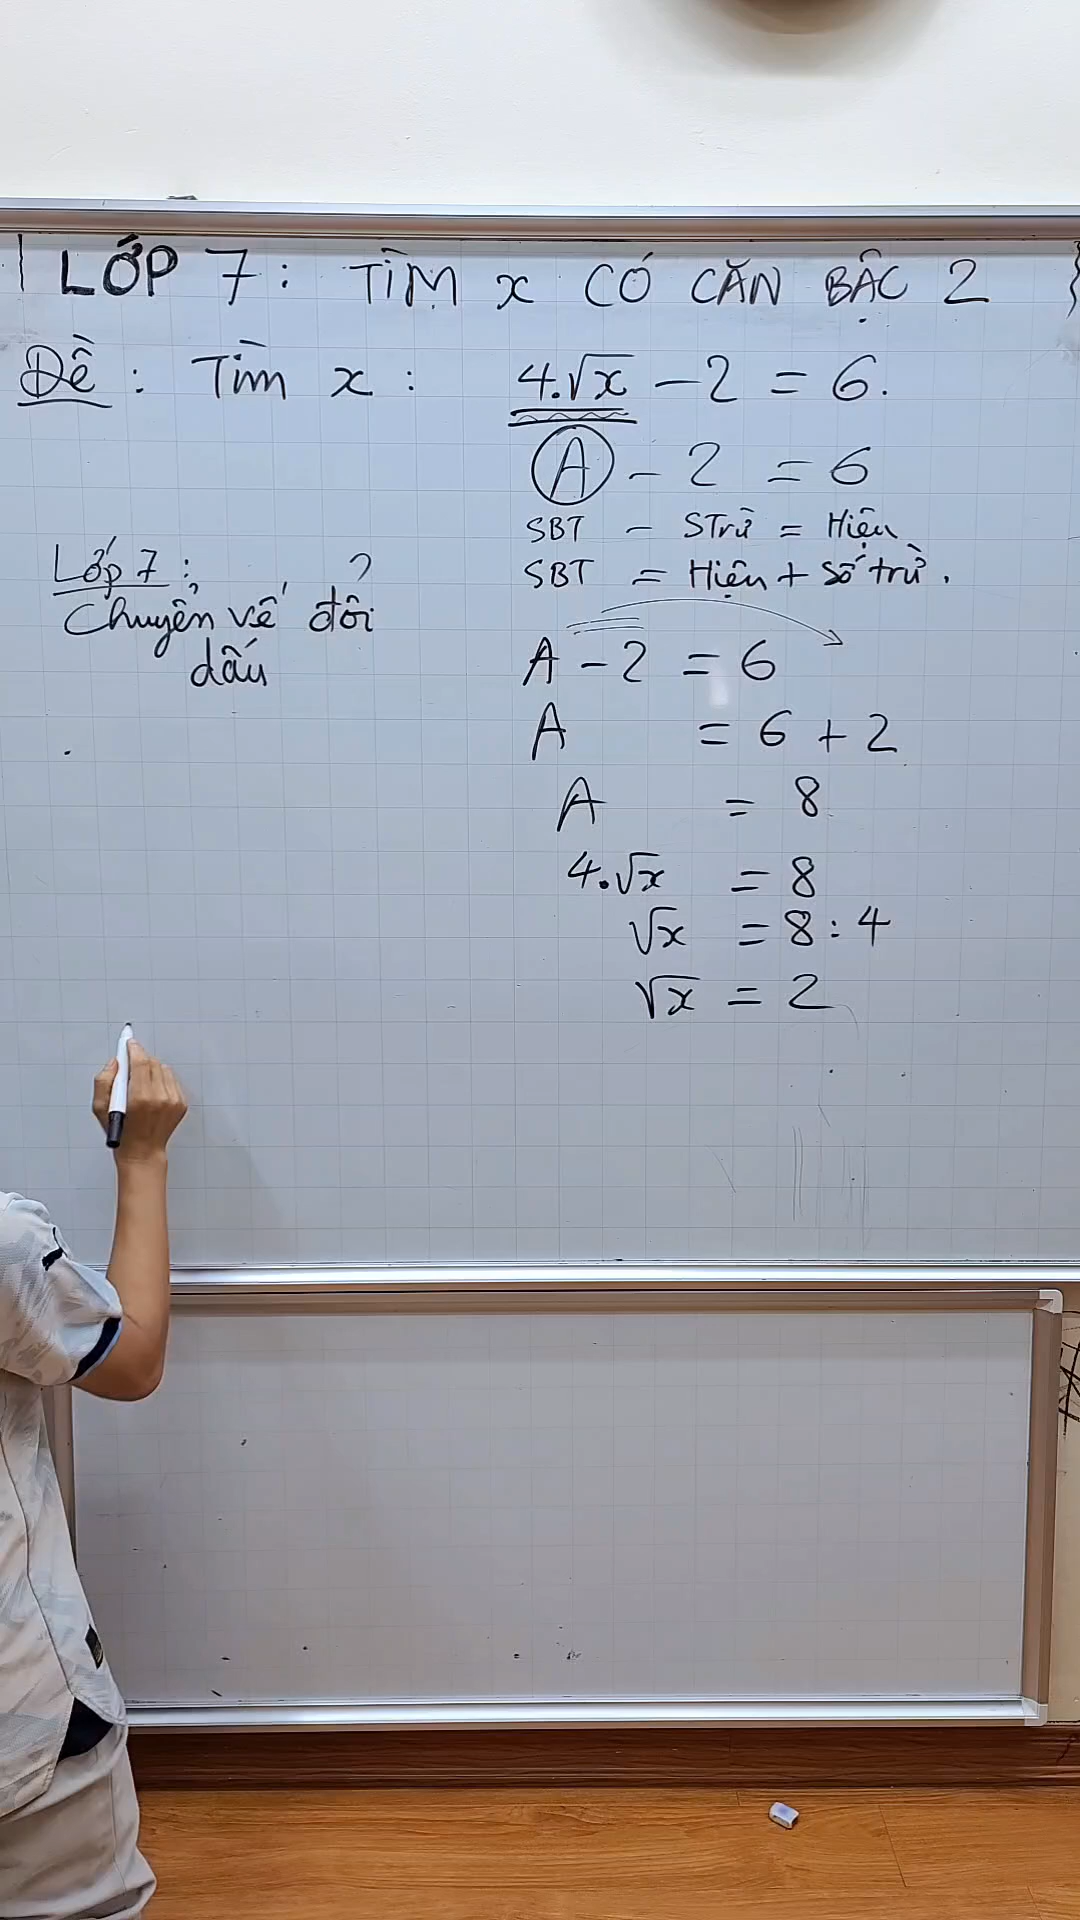 LỚP 7: TÌM x CÓ CĂN BẬC 2
Đề: Tìm x: 4.√x - 2 = 6.
A - 2 = 6
SBT - STrừ = Hiệu
SBT = Hiệu + Số trừ.
Lớp 7: ?
Chuyển vế đổi
dấu
A - 2 = 6
A = 6 + 2
A = 8
4.√x = 8
√x = 8 : 4
√x = 2